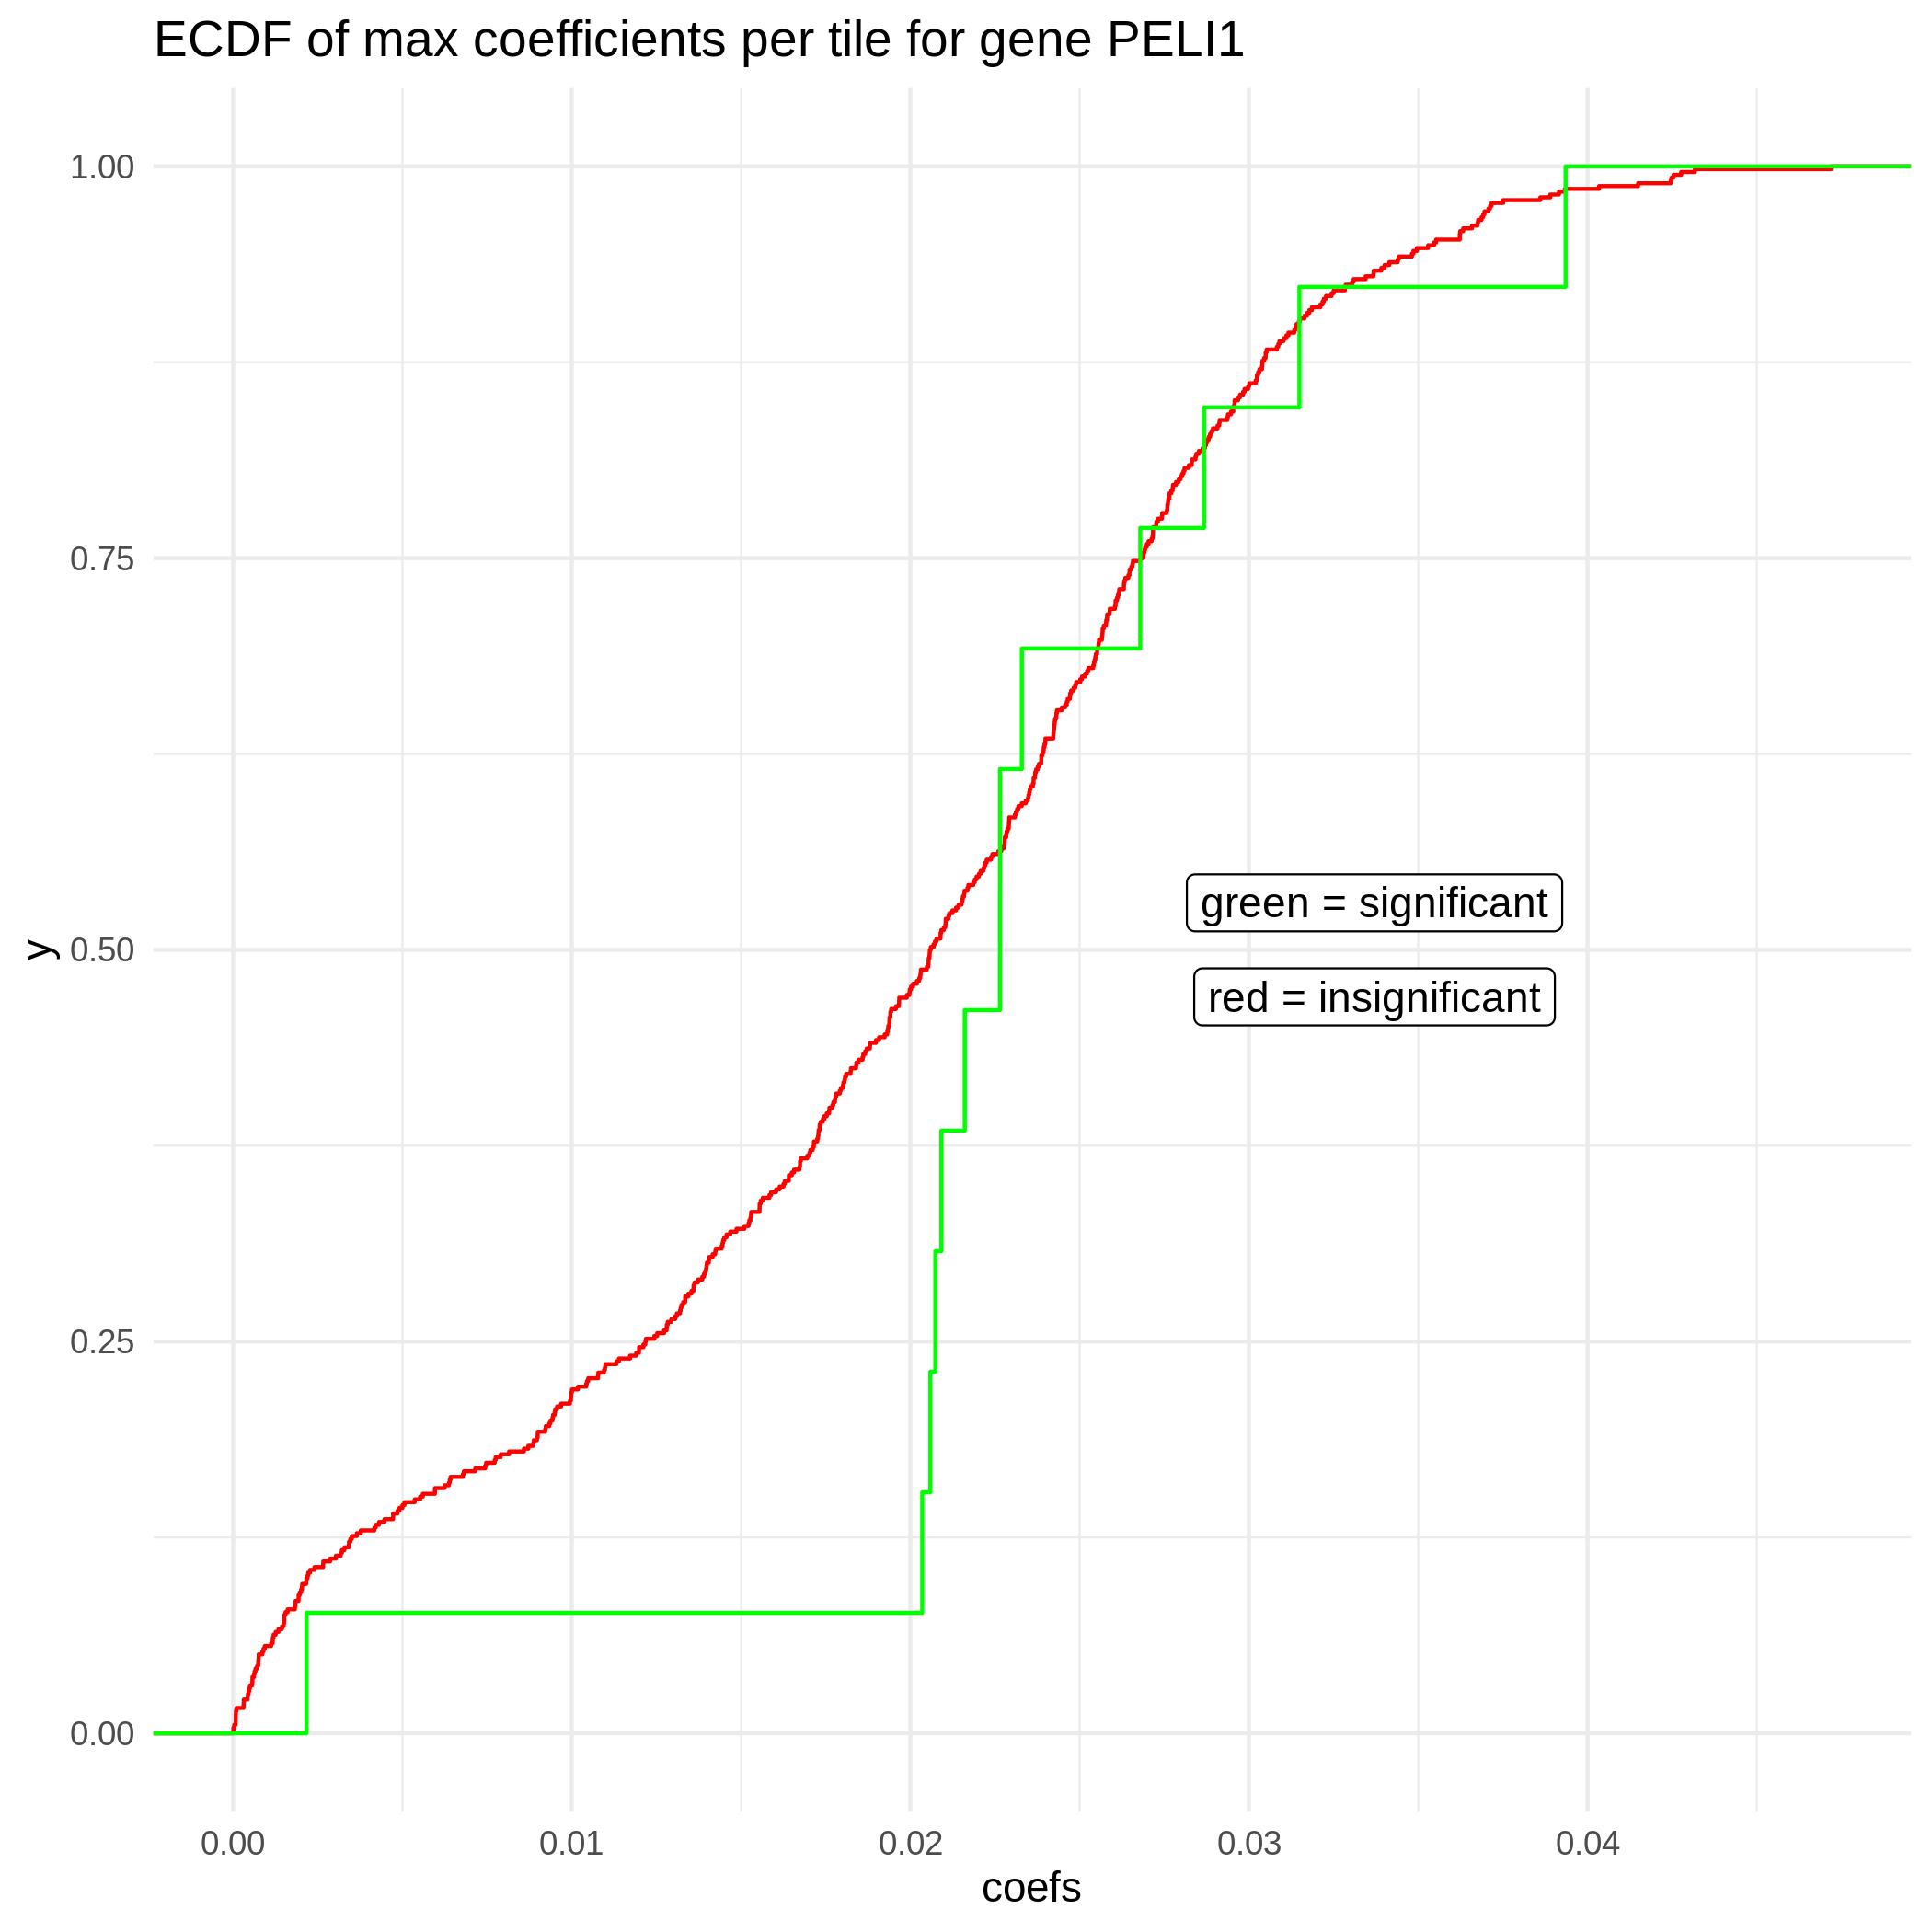 ECDF of max coefficients per tile for gene PELI1
1.00
0.75
0.50
0.25
0.00
y
green = significant
red = insignificant
0.00 0.01 0.02 0.03 0.04
coefs